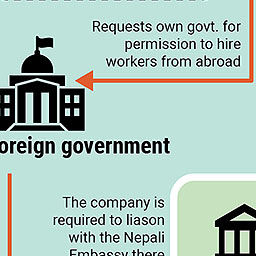 Requests own govt. for
permission to hire
workers from abroad
oreign government
The company is
required to liason
with the Nepali
Embassy there